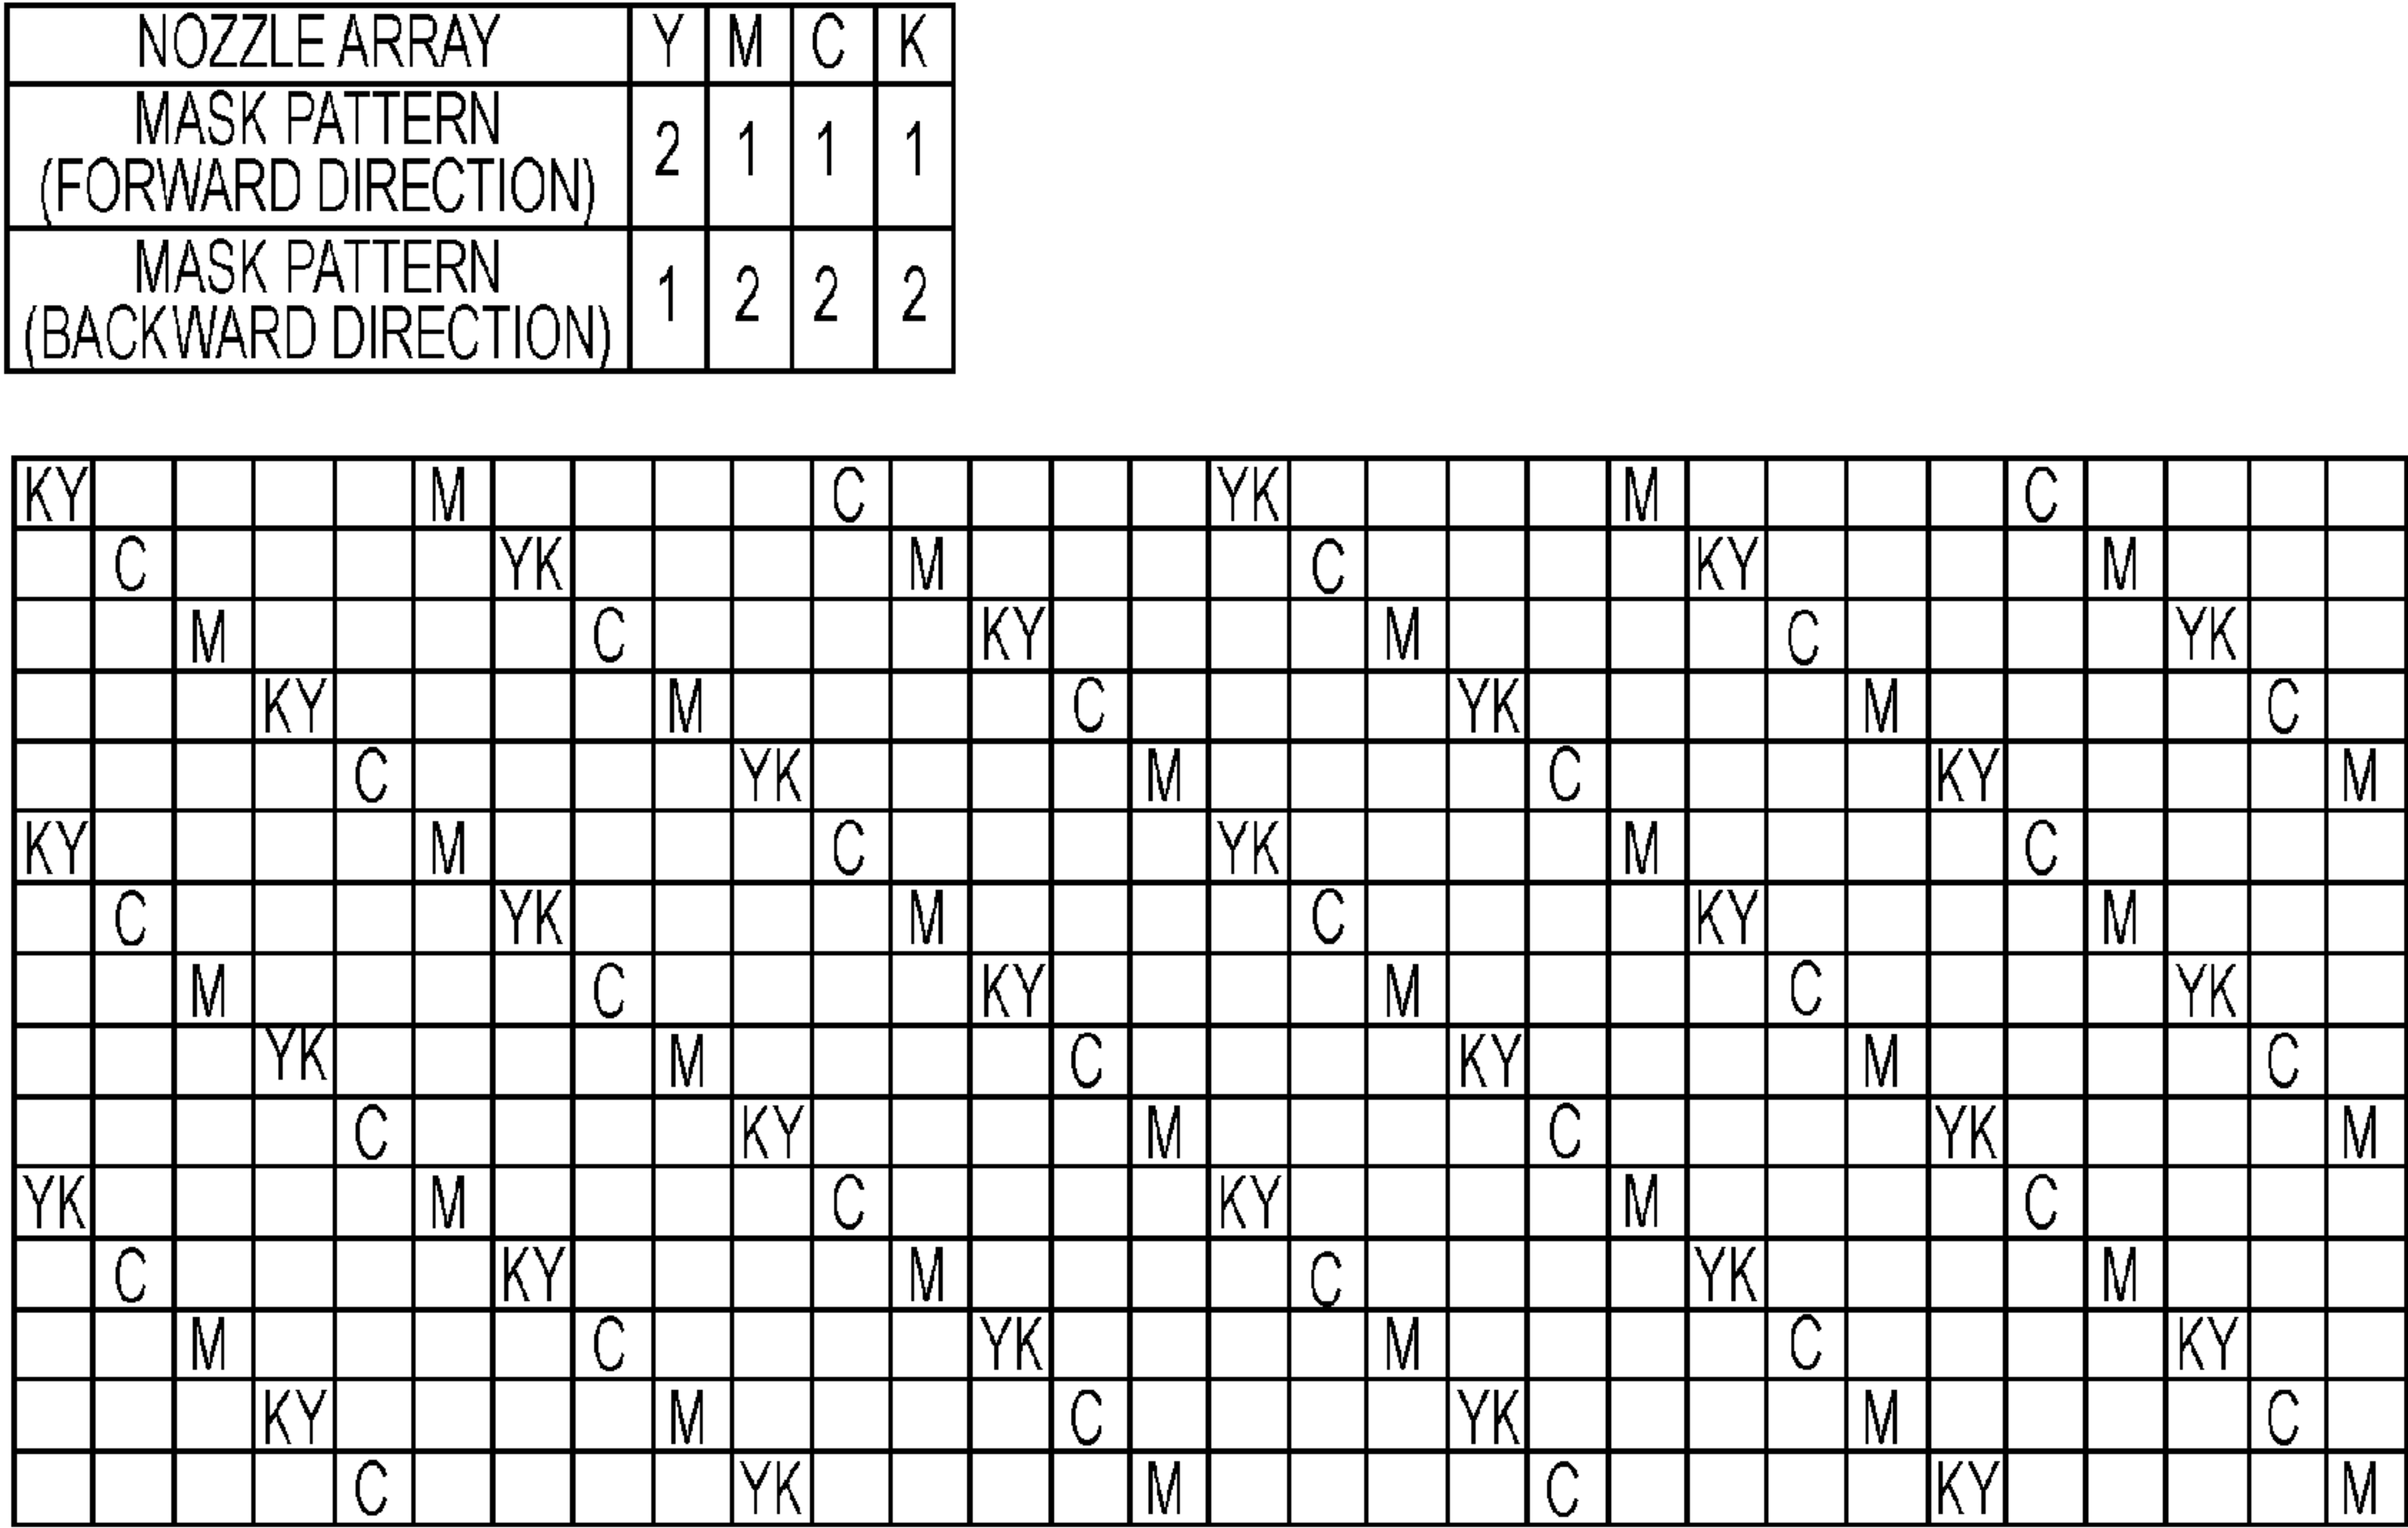 NOZZLE ARRAY Y M C K
MASK PATTERN
(FORWARD DIRECTION) 2 1 1 1
MASK PATTERN
(BACKWARD DIRECTION) 1 2 2 2
KY M C YK M C
C YK M C KY M
M C KY M C YK
KY M C YK M C
C YK M C KY M
KY M C YK M C
C YK M C KY M
M C KY M C YK
YK M C KY M C
C KY M C YK M
YK M C KY M C
C KY M C YK M
M C YK M C KY
KY M C YK M C
C YK M C KY M